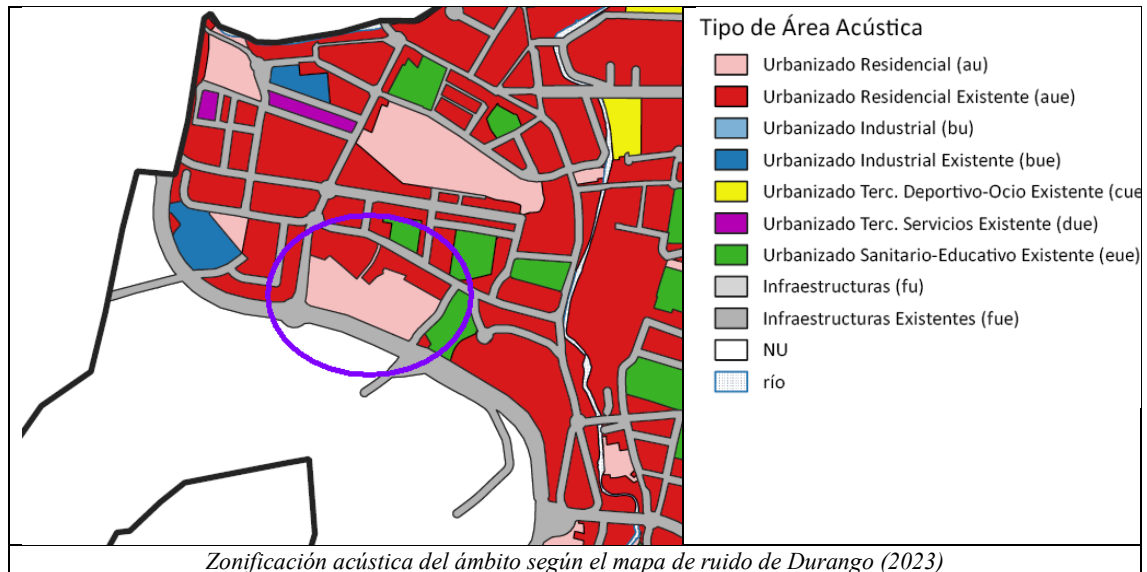 Tipo de Área Acústica
Urbanizado Residencial (au)
Urbanizado Residencial Existente (aue)
Urbanizado Industrial (bu)
Urbanizado Industrial Existente (bue)
Urbanizado Terc. Deportivo-Ocio Existente (cue
Urbanizado Terc. Servicios Existente (due)
Urbanizado Sanitario-Educativo Existente (eue)
Infraestructuras (fu)
Infraestructuras Existentes (fue)
NU
río
Zonificación acústica del ámbito según el mapa de ruido de Durango (2023)